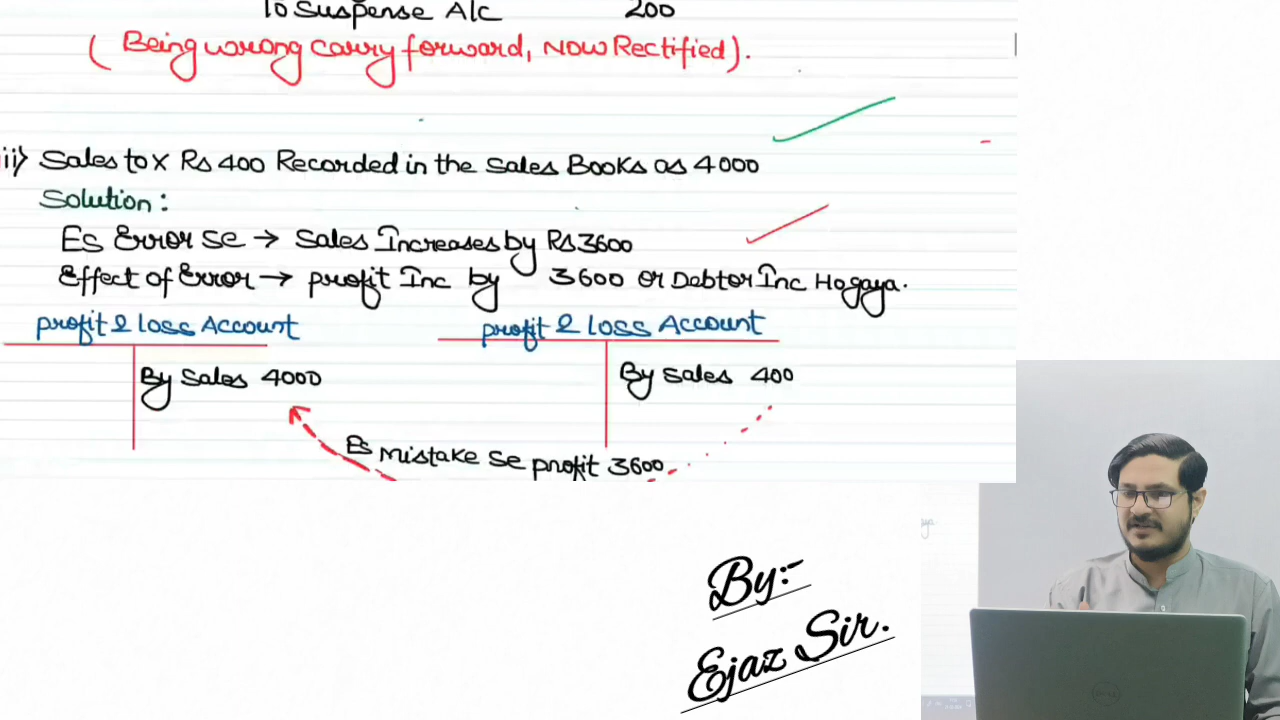 To Suspense A/c 200
( Being wrong carry forward, Now Rectified).
ii) Sales to x Rs 400 Recorded in the Sales Books as 4000
Solution :
Es Error se → Sales Increases by Rs 3600
Effect of Error → profit Inc by 3600 or Debtor Inc Hogaya.
profit & loss Account profit & loss Account
By Sales 4000 By Sales 400
Es mistake se profit 3600
By:-
Ejaz Sir.